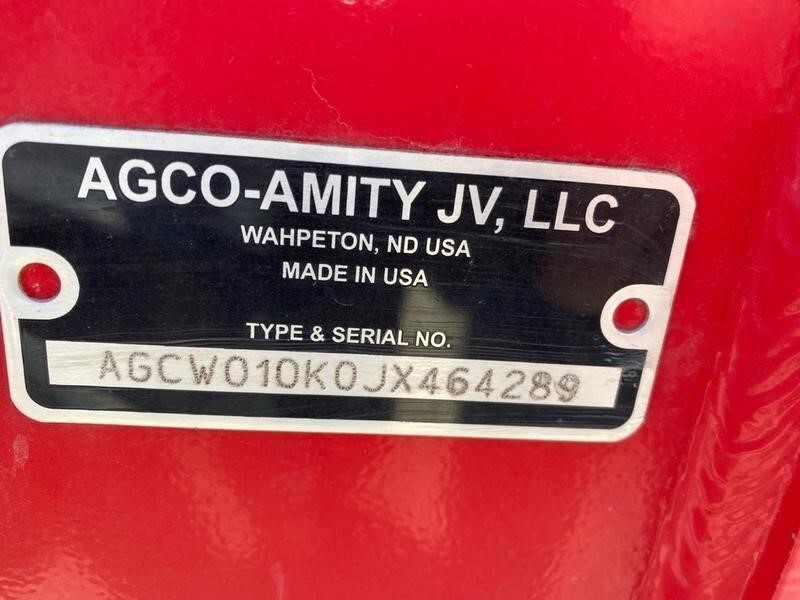 AGCO-AMITY JV, LLC
WAHPETON, ND USA
MADE IN USA
TYPE & SERIAL NO.
AGCW010K0JX464289